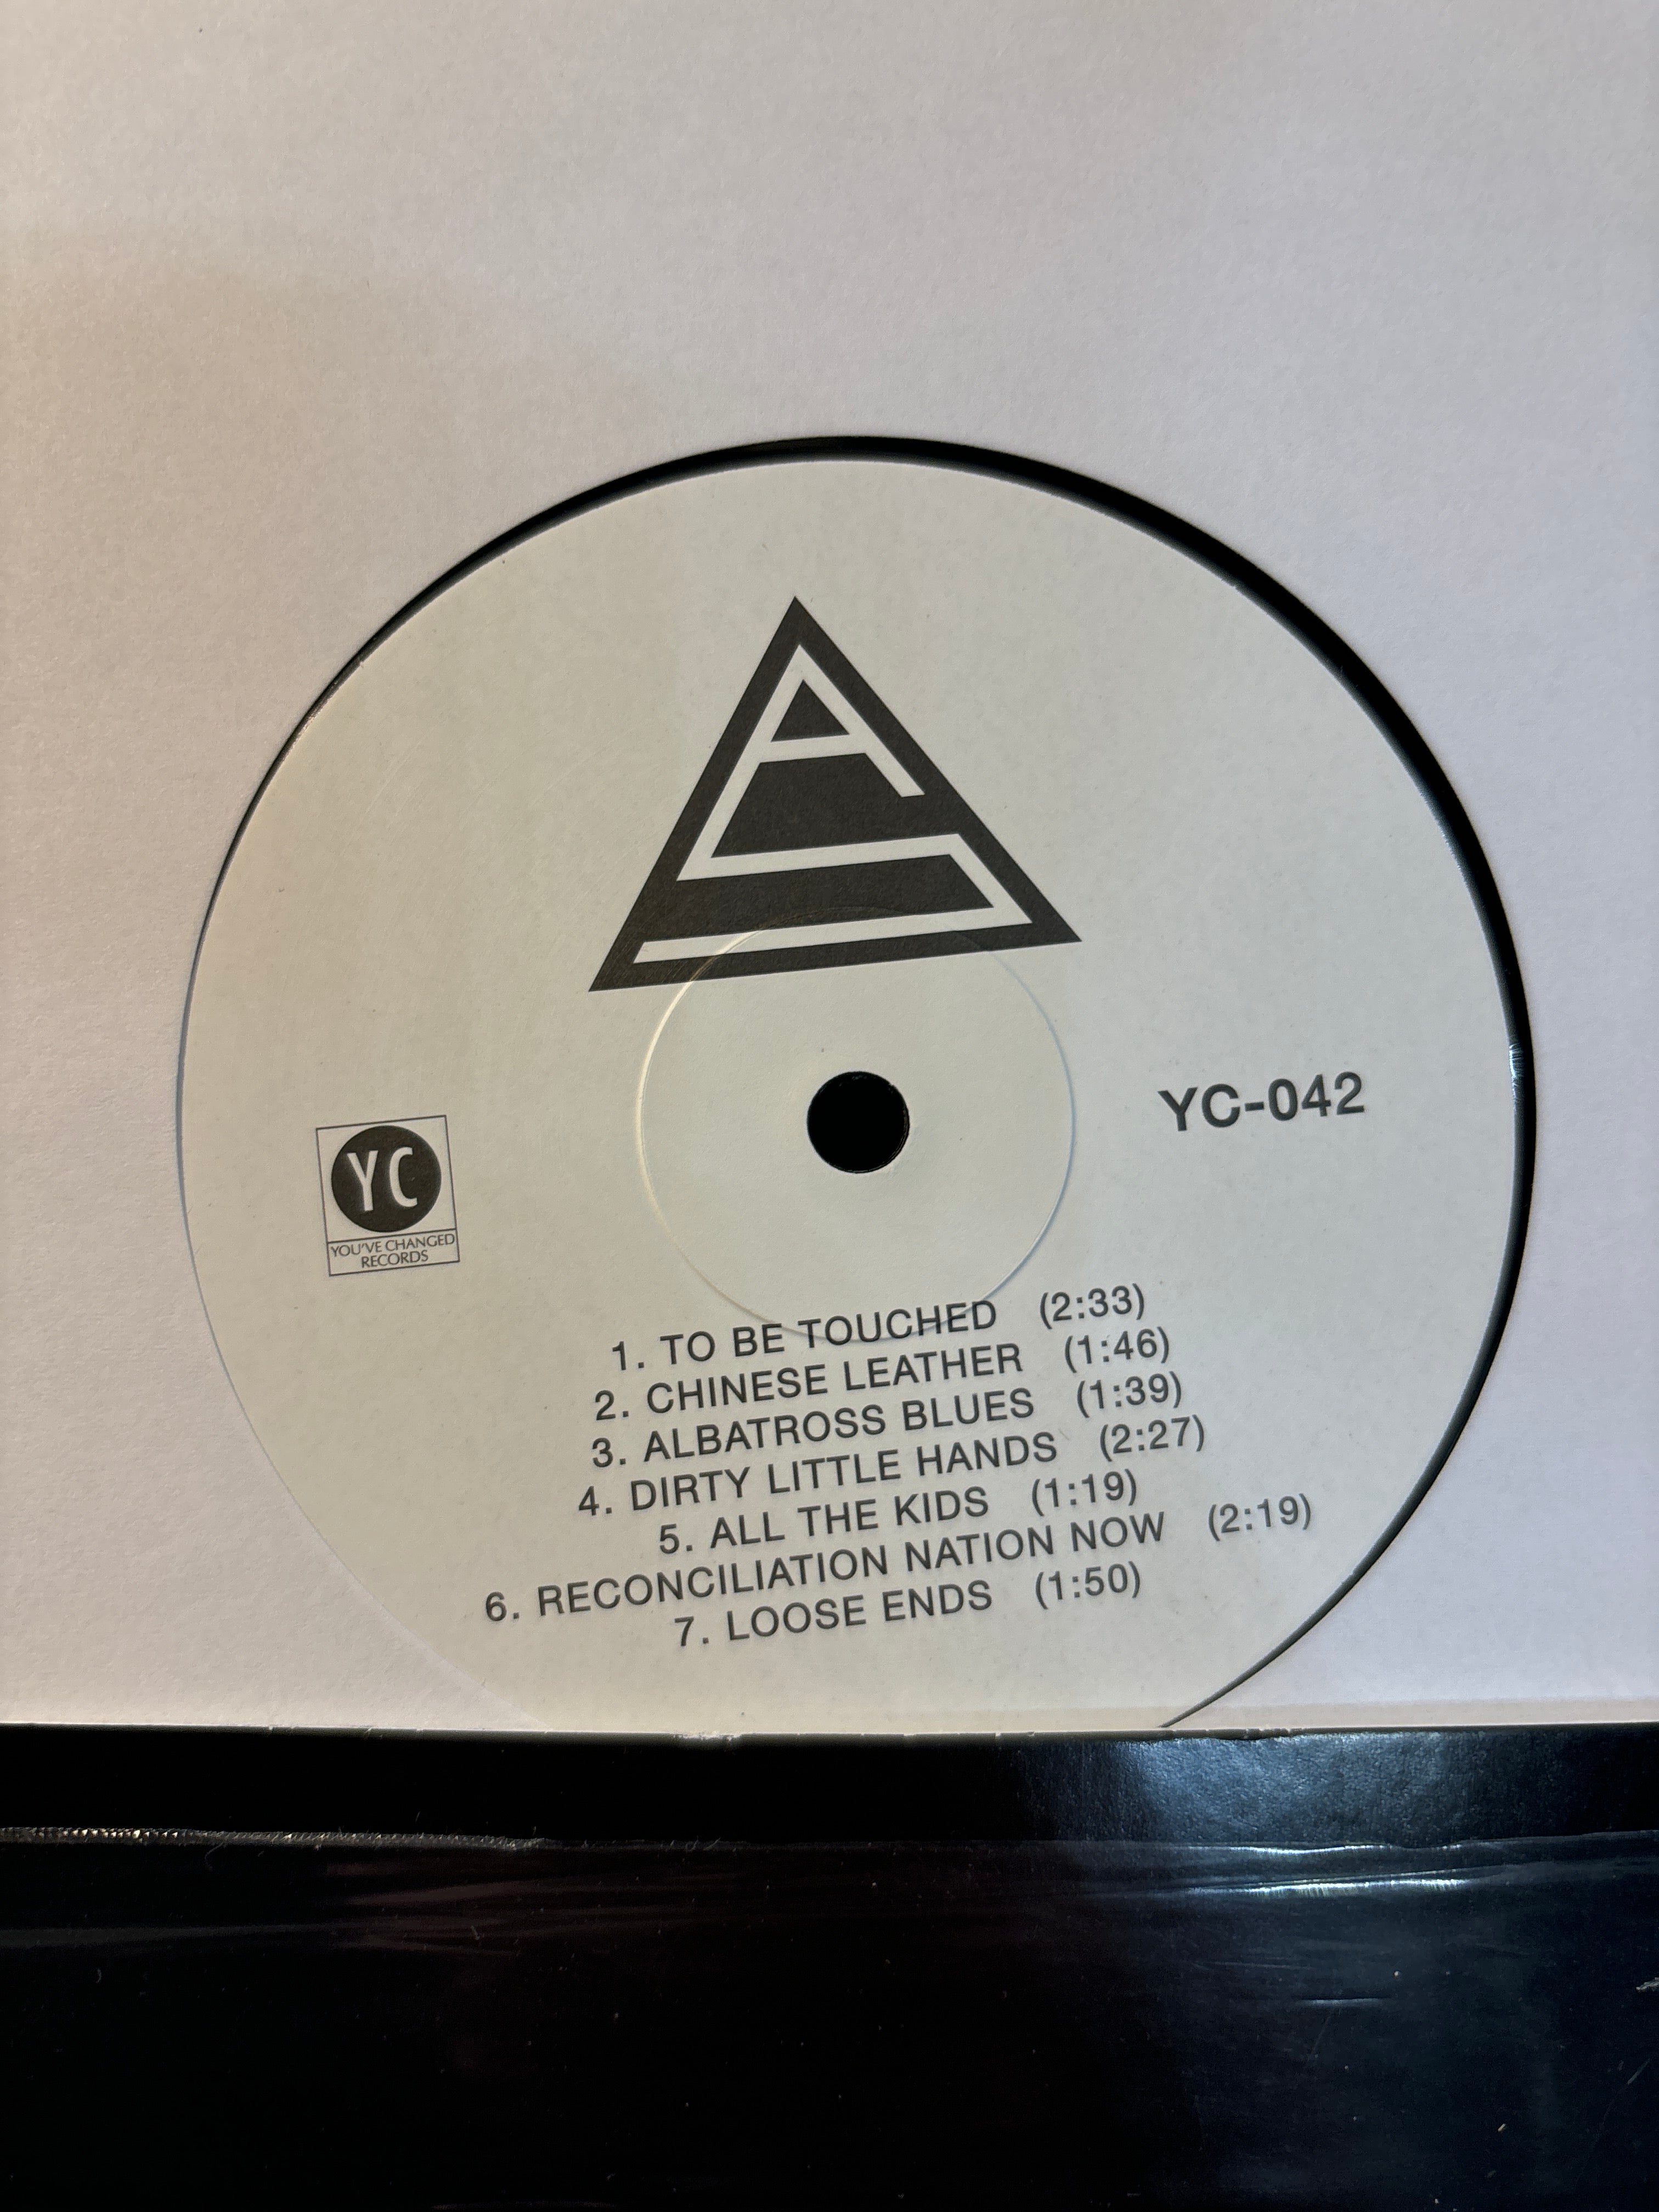 YC-042
YC
YOU'VE CHANGED
RECORDS
1. TO BE TOUCHED (2:33)
2. CHINESE LEATHER (1:46)
3. ALBATROSS BLUES (1:39)
4. DIRTY LITTLE HANDS (2:27)
5. ALL THE KIDS (1:19)
6. RECONCILIATION NATION NOW (2:19)
7. LOOSE ENDS (1:50)